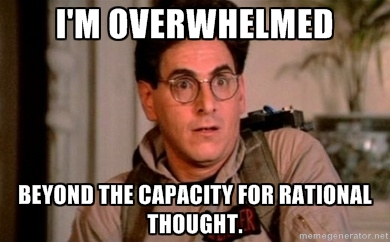 I'M OVERWHELMED
BEYOND THE CAPACITY FOR RATIONAL
THOUGHT.
memegenerator.net